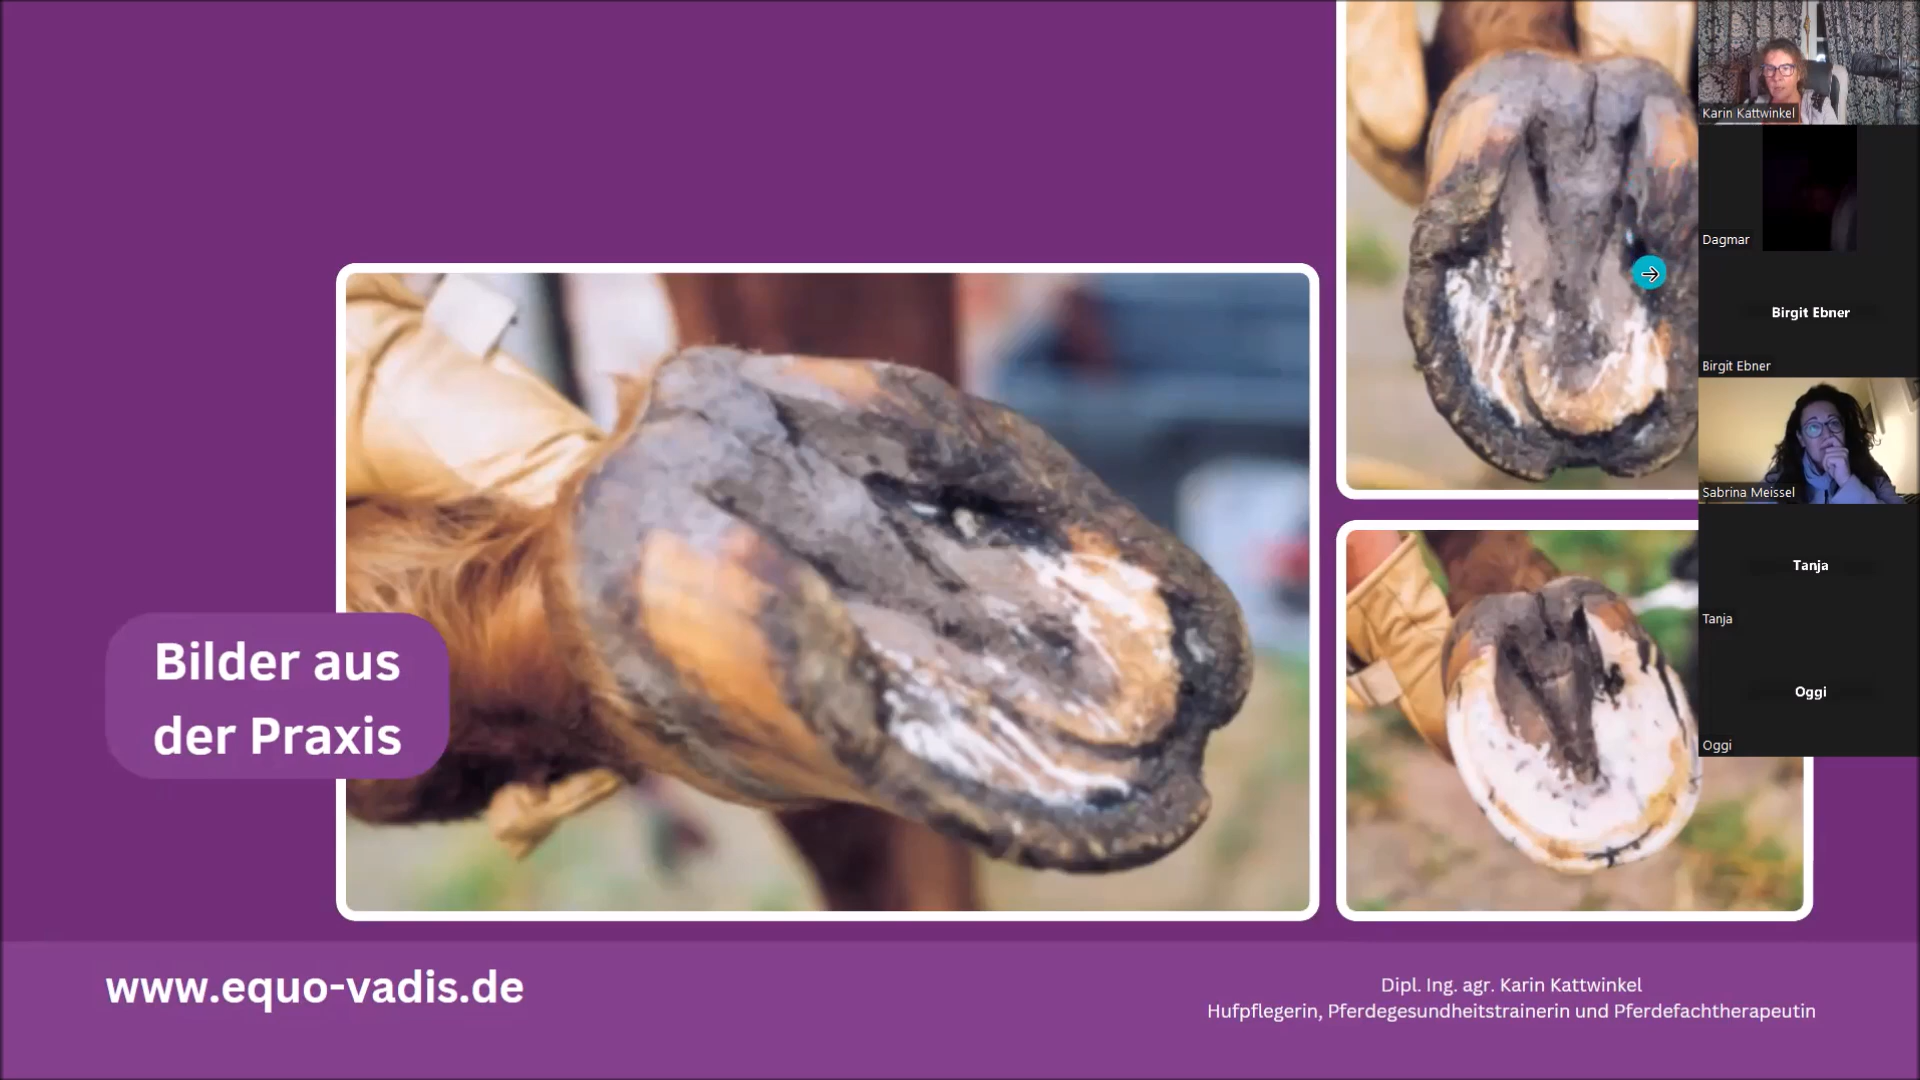 Bilder aus
der Praxis
www.equo-vadis.de
Dipl. Ing. agr. Karin Kattwinkel
Hufpflegerin, Pferdegesundheitstrainerin und Pferdefachtherapeutin
Karin Kattwinkel
Dagmar
Birgit Ebner
Birgit Ebner
Sabrina Meissel
Tanja
Tanja
Oggi
Oggi